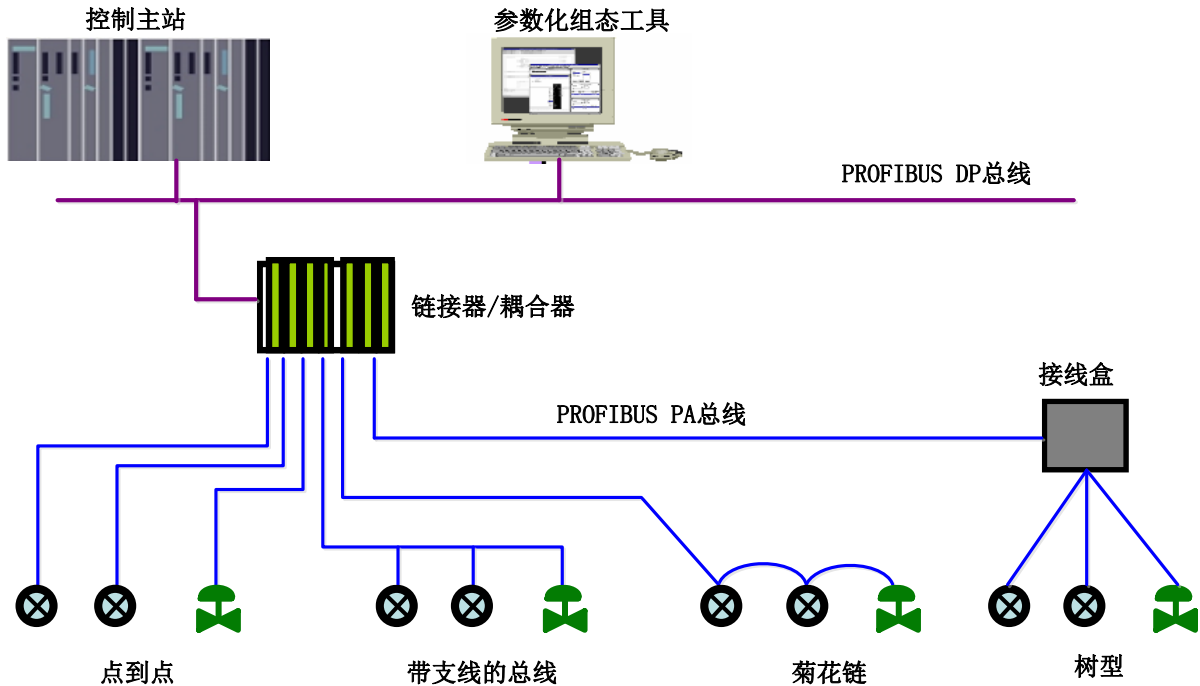 控制主站
参数化组态工具
PROFIBUS DP总线
链接器/耦合器
接线盒
PROFIBUS PA总线
点到点
带支线的总线
菊花链
树型